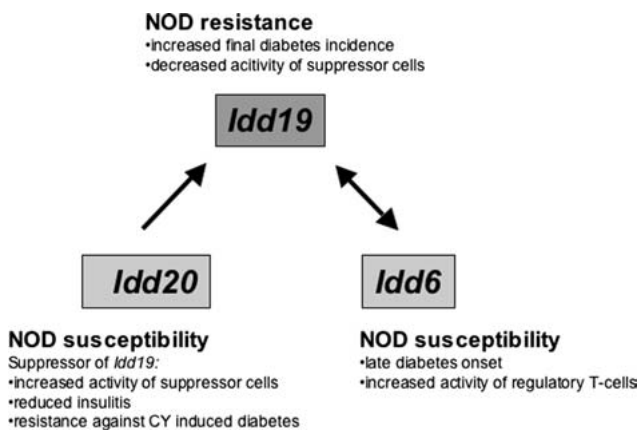 NOD resistance
•increased final diabetes incidence
•decreased acitivity of suppressor cells
Idd19
Idd20
Idd6
NOD susceptibility
Suppressor of Idd19:
•increased activity of suppressor cells
•reduced insulitis
•resistance against CY induced diabetes
NOD susceptibility
•late diabetes onset
•increased activity of regulatory T-cells